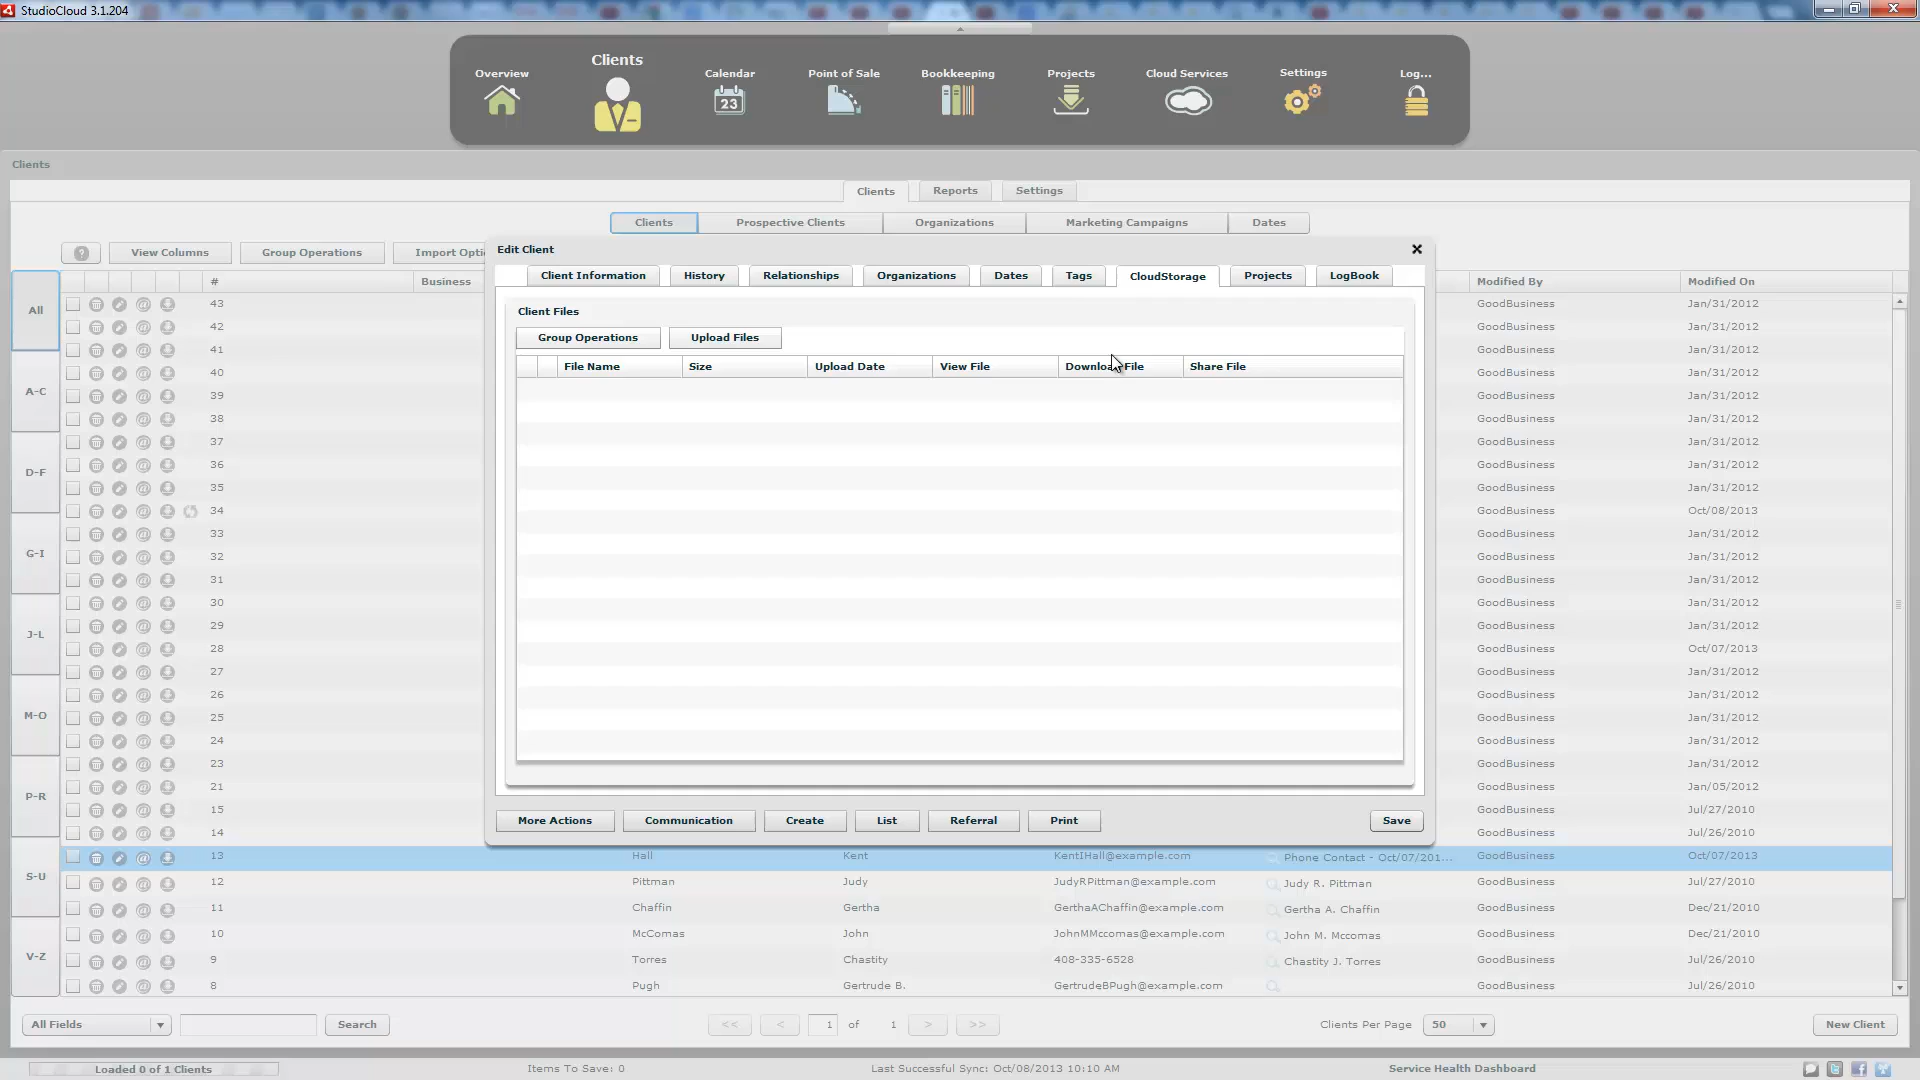 StudioCloud 3.1.204
Overview
Clients
Calendar
23
Point of Sale
Bookkeeping
Projects
Cloud Services
Settings
Log...
Clients
Clients Reports Settings
Clients Prospective Clients Organizations Marketing Campaigns Dates
? View Columns Group Operations Import Opti
Edit Client
Client Information History Relationships Organizations Dates Tags CloudStorage Projects LogBook
Client Files
Group Operations Upload Files
File Name Size Upload Date View File Download File Share File
More Actions Communication Create List Referral Print Save
All
A-C
D-F
G-I
J-L
M-O
P-R
S-U
V-Z
# Business Modified By Modified On
43 GoodBusiness Jan/31/2012
42 GoodBusiness Jan/31/2012
41 GoodBusiness Jan/31/2012
40 GoodBusiness Jan/31/2012
39 GoodBusiness Jan/31/2012
38 GoodBusiness Jan/31/2012
37 GoodBusiness Jan/31/2012
36 GoodBusiness Jan/31/2012
35 GoodBusiness Jan/31/2012
34 GoodBusiness Oct/08/2013
33 GoodBusiness Jan/31/2012
32 GoodBusiness Jan/31/2012
31 GoodBusiness Jan/31/2012
30 GoodBusiness Jan/31/2012
29 GoodBusiness Jan/31/2012
28 GoodBusiness Oct/07/2013
27 GoodBusiness Jan/31/2012
26 GoodBusiness Jan/31/2012
25 GoodBusiness Jan/31/2012
24 GoodBusiness Jan/31/2012
23 GoodBusiness Jan/31/2012
21 GoodBusiness Jan/05/2012
15 GoodBusiness Jul/27/2010
14 GoodBusiness Jul/26/2010
13 Hall Kent KentIHall@example.com Phone Contact - Oct/07/201... GoodBusiness Oct/07/2013
12 Pittman Judy JudyRPittman@example.com Judy R. Pittman GoodBusiness Jul/27/2010
11 Chaffin Gertha GerthaAChaffin@example.com Gertha A. Chaffin GoodBusiness Dec/21/2010
10 McComas John JohnMMccomas@example.com John M. Mccomas GoodBusiness Dec/21/2010
9 Torres Chastity 408-335-6528 Chastity J. Torres GoodBusiness Jul/26/2010
8 Pugh Gertrude B. GertrudeBPugh@example.com GoodBusiness Jul/26/2010
All Fields Search << < 1 of 1 > >> Clients Per Page 50 New Client
Loaded 0 of 1 Clients Items To Save: 0 Last Successful Sync: Oct/08/2013 10:10 AM Service Health Dashboard